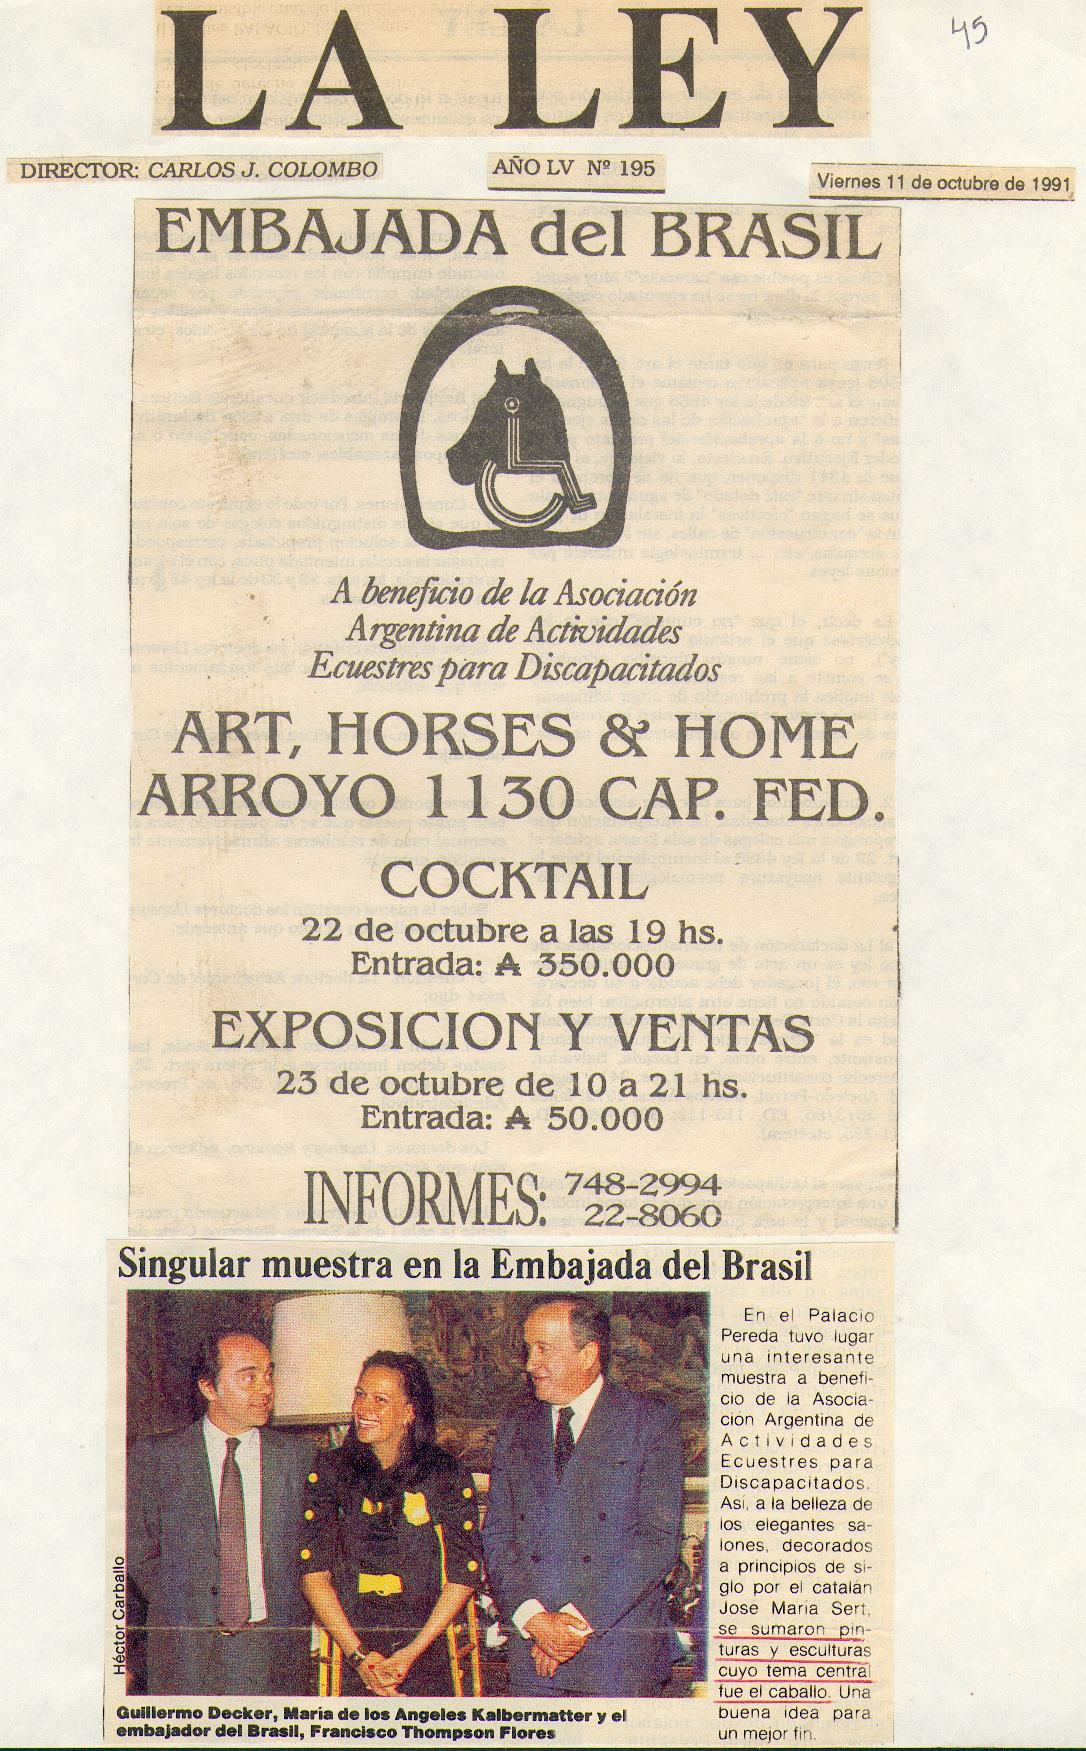 LA LEY
45
DIRECTOR: CARLOS J. COLOMBO
AÑO LV Nº 195
Viernes 11 de octubre de 1991
EMBAJADA del BRASIL
A beneficio de la Asociación
Argentina de Actividades
Ecuestres para Discapacitados
ART, HORSES & HOME
ARROYO 1130 CAP. FED.
COCKTAIL
22 de octubre a las 19 hs.
Entrada: ₳ 350.000
EXPOSICION Y VENTAS
23 de octubre de 10 a 21 hs.
Entrada: ₳ 50.000
INFORMES: 748-2994
22-8060
Singular muestra en la Embajada del Brasil
En el Palacio
Pereda tuvo lugar
una interesante
muestra a benefi-
cio de la Asocia-
ción Argentina de
Actividades
Ecuestres para
Discapacitados.
Así, a la belleza de
los elegantes sa-
lones, decorados
a principios de si-
glo por el catalán
José María Sert,
se sumaron pin-
turas y esculturas
cuyo tema central
fue el caballo. Una
buena idea para
un mejor fin.
Héctor Carballo
Guillermo Decker, María de los Angeles Kalbermatter y el
embajador del Brasil, Francisco Thompson Flores